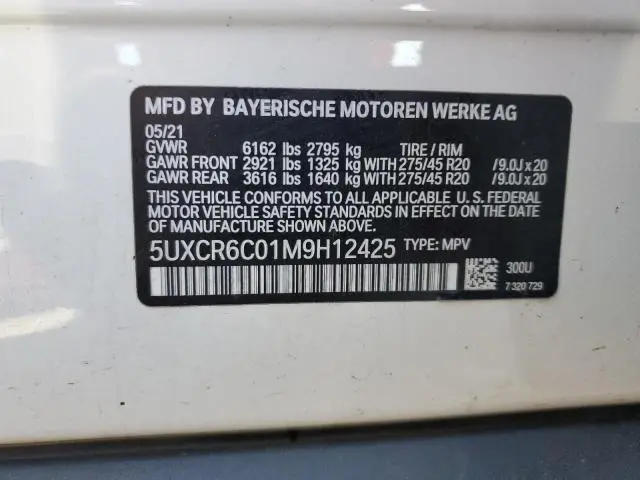 MFD BY BAYERISCHE MOTOREN WERKE AG
05/21
GVWR 6162 lbs 2795 kg TIRE / RIM
GAWR FRONT 2921 lbs 1325 kg WITH 275/45 R20 /9.0J x 20
GAWR REAR 3616 lbs 1640 kg WITH 275/45 R20 /9.0J x 20
THIS VEHICLE CONFORMS TO ALL APPLICABLE U. S. FEDERAL
MOTOR VEHICLE SAFETY STANDARDS IN EFFECT ON THE DATE OF
MANUFACTURE SHOWN ABOVE.
5UXCR6C01M9H12425 TYPE: MPV
300U
7 320 729